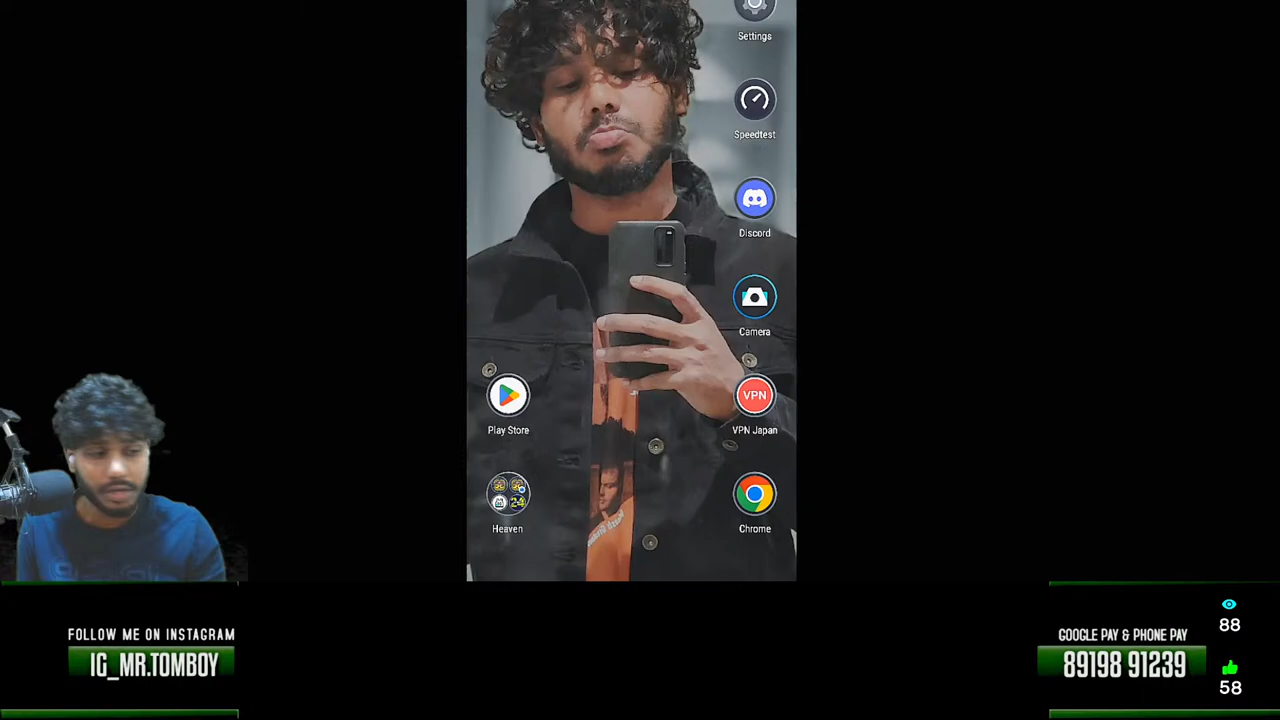 Settings
Speedtest
Discord
Camera
Play Store
VPN
VPN Japan
24
Heaven
Chrome
FOLLOW ME ON INSTAGRAM
IG_MR.TOMBOY
GOOGLE PAY & PHONE PAY
89198 91239
88
58